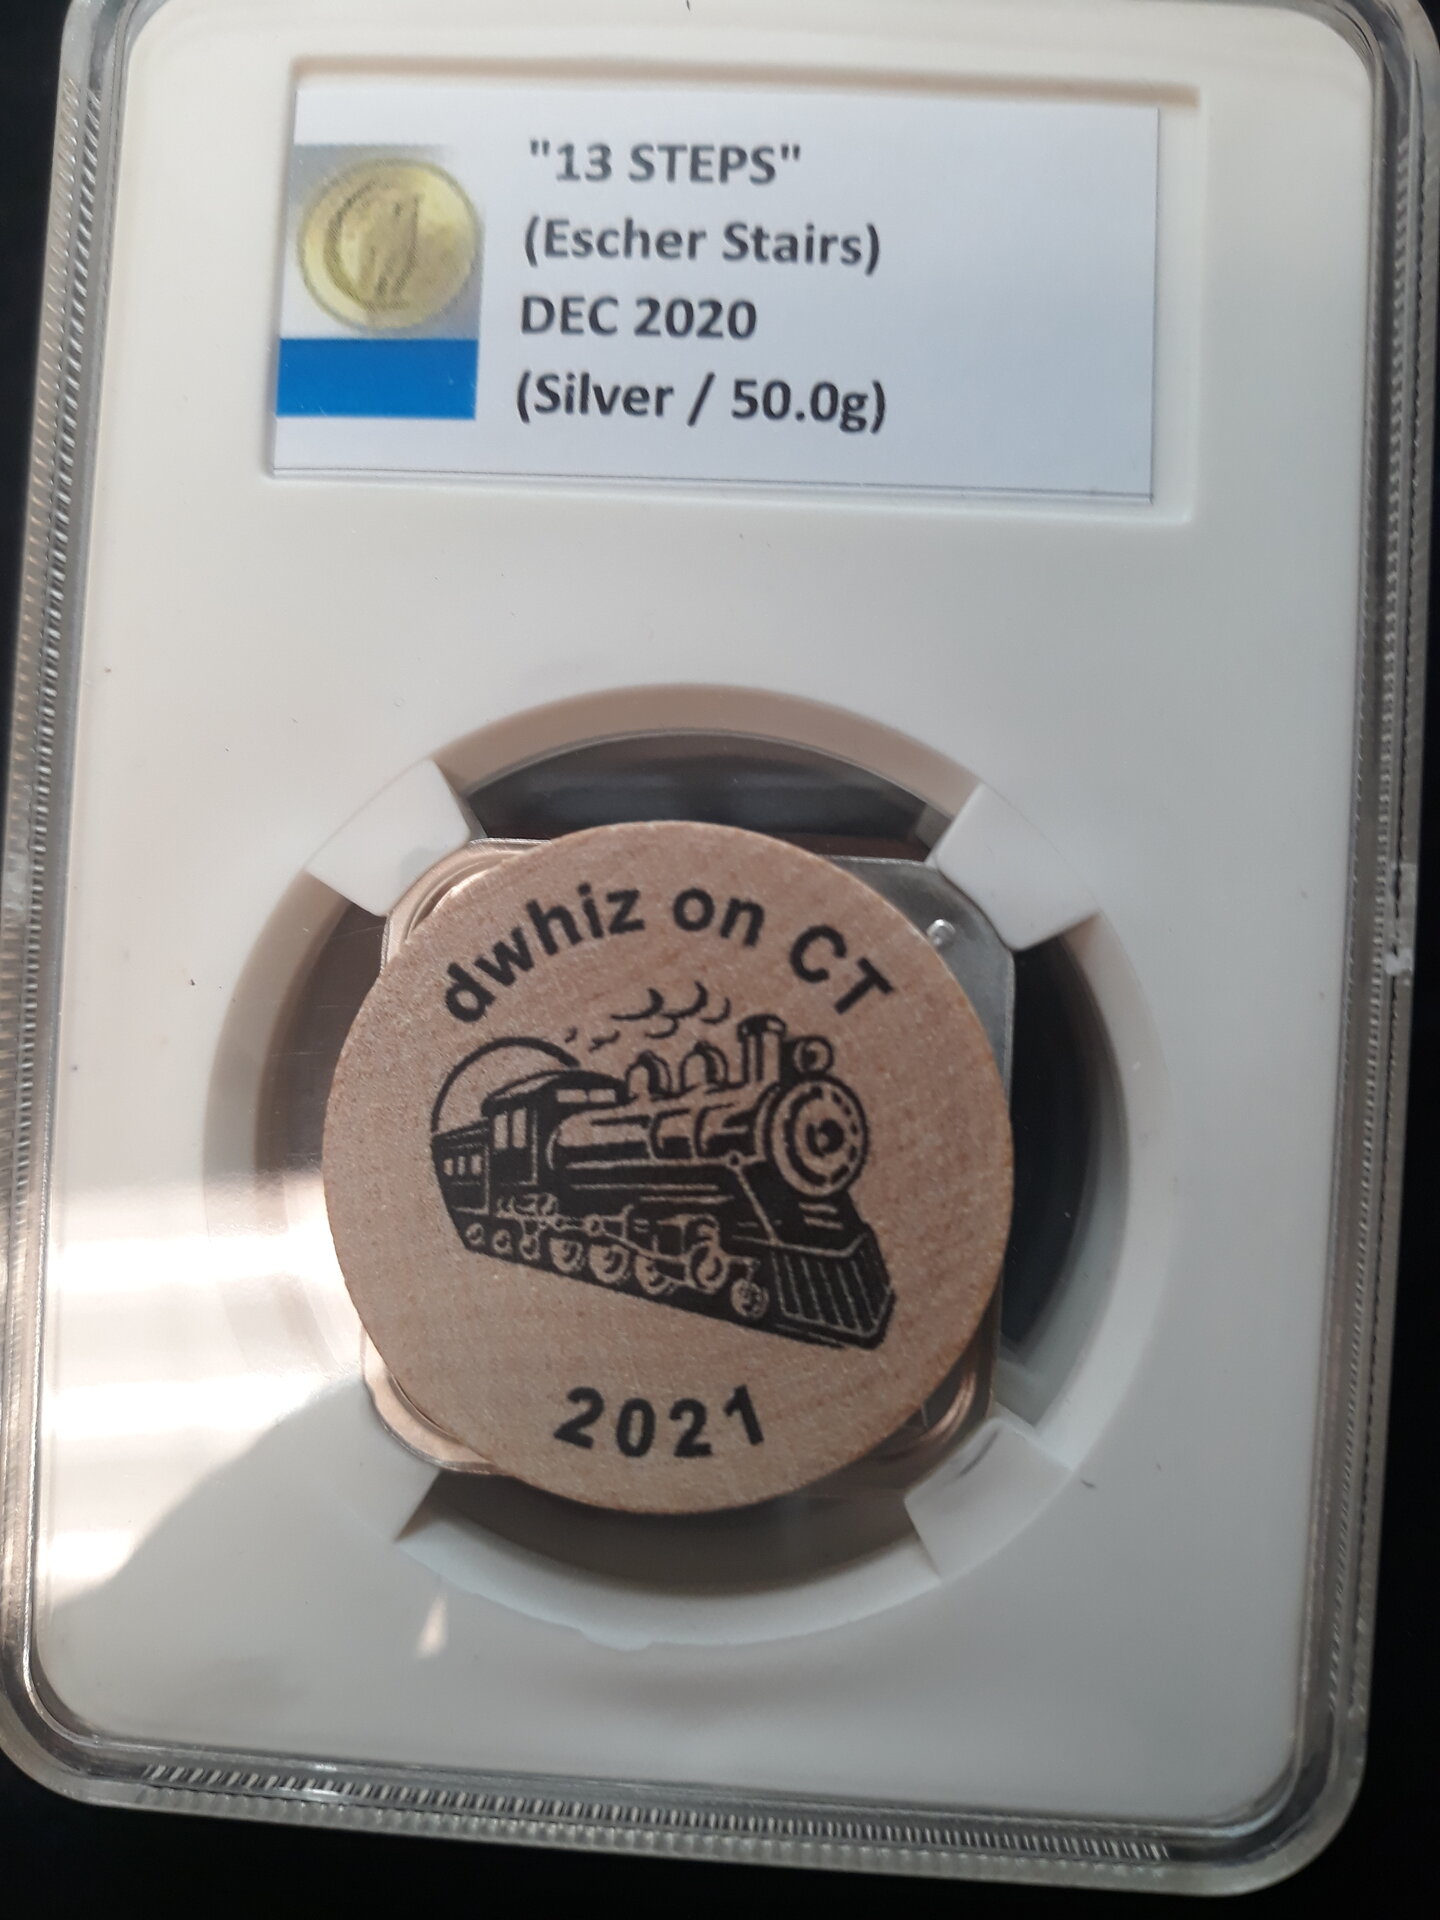 "13 STEPS"
(Escher Stairs)
DEC 2020
(Silver / 50.0g)
dwhiz on CT
2021